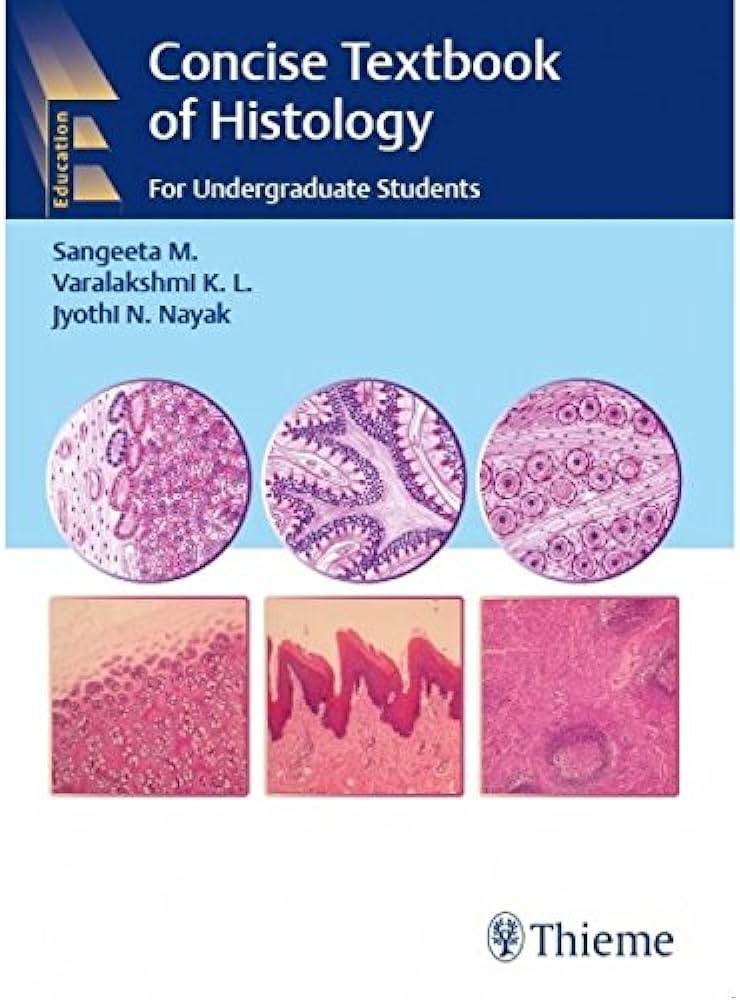 Education
Concise Textbook
of Histology
For Undergraduate Students
Sangeeta M.
Varalakshmi K. L.
Jyothi N. Nayak
Thieme